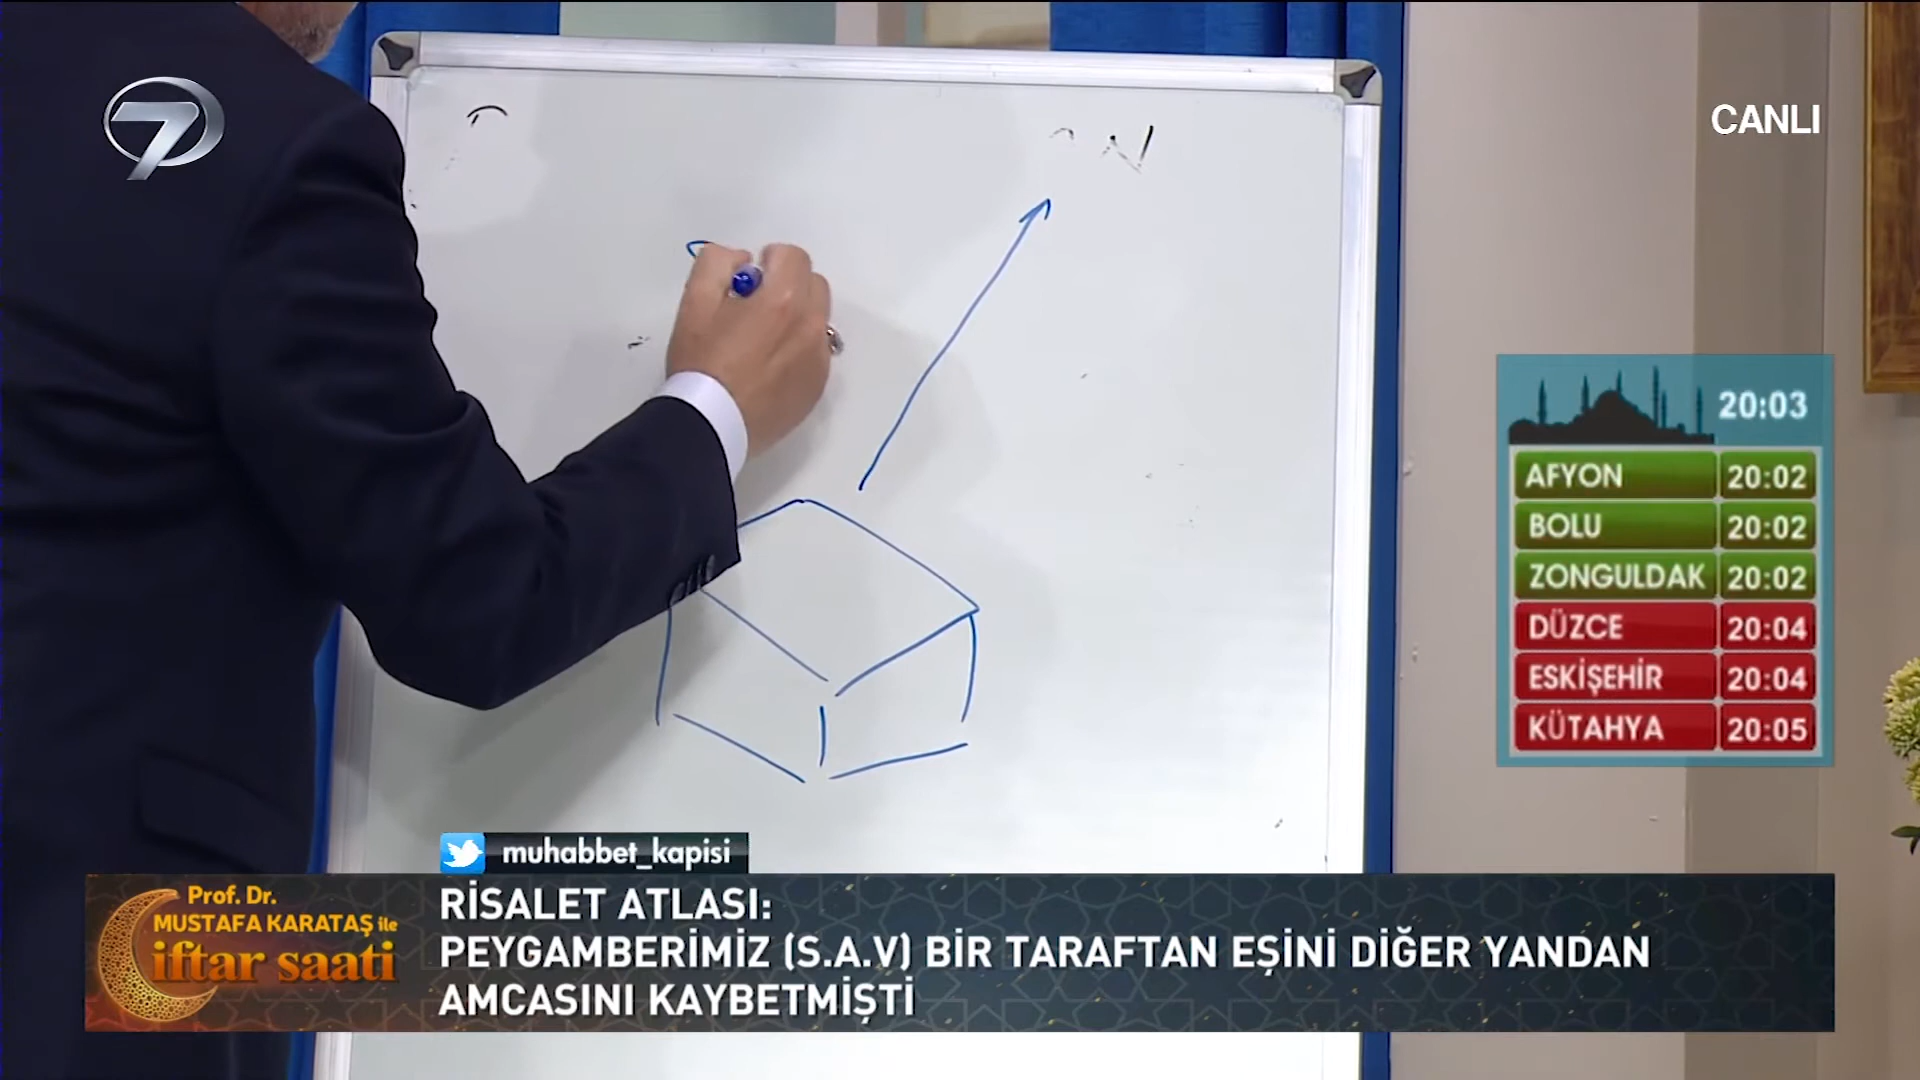 7
CANLI
20:03
AFYON 20:02
BOLU 20:02
ZONGULDAK 20:02
DÜZCE 20:04
ESKİŞEHİR 20:04
KÜTAHYA 20:05
muhabbet_kapisi
Prof. Dr.
MUSTAFA KARATAŞ ile
iftar saati
RİSALET ATLASI:
PEYGAMBERİMİZ (S.A.V) BİR TARAFTAN EŞİNİ DİĞER YANDAN
AMCASINI KAYBETMİŞTİ